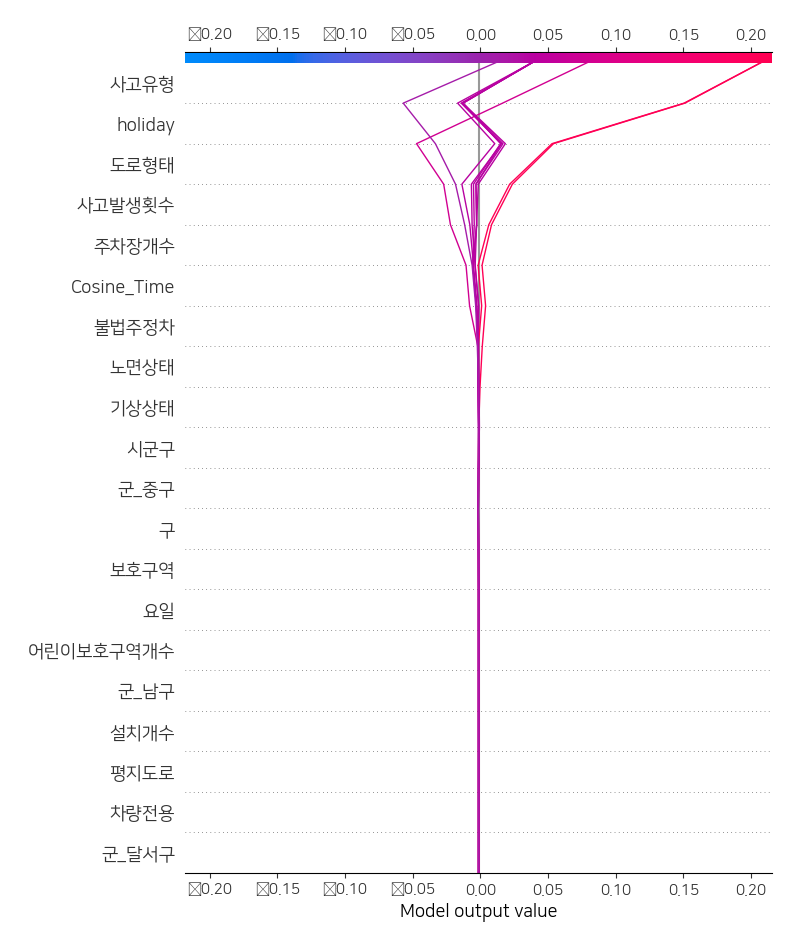 0.20 0.15 0.10 0.05 0.00 0.05 0.10 0.15 0.20
사고유형
holiday
도로형태
사고발생횟수
주차장개수
Cosine_Time
불법주정차
노면상태
기상상태
시군구
군_중구
구
보호구역
요일
어린이보호구역개수
군_남구
설치개수
평지도로
차량전용
군_달서구
0.20 0.15 0.10 0.05 0.00 0.05 0.10 0.15 0.20
Model output value